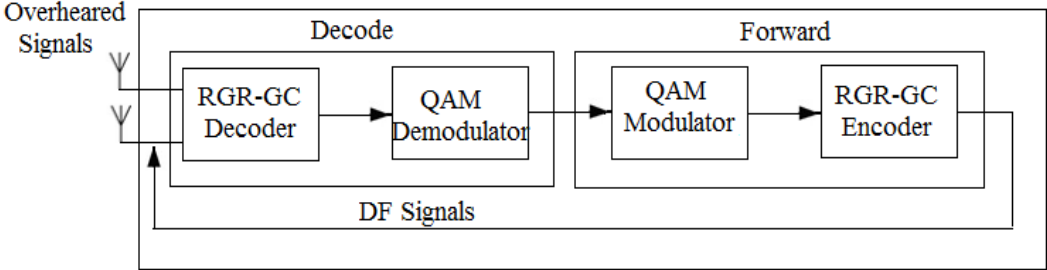 Overheared
Signals
Decode
Forward
RGR-GC
Decoder
QAM
Demodulator
QAM
Modulator
RGR-GC
Encoder
DF Signals